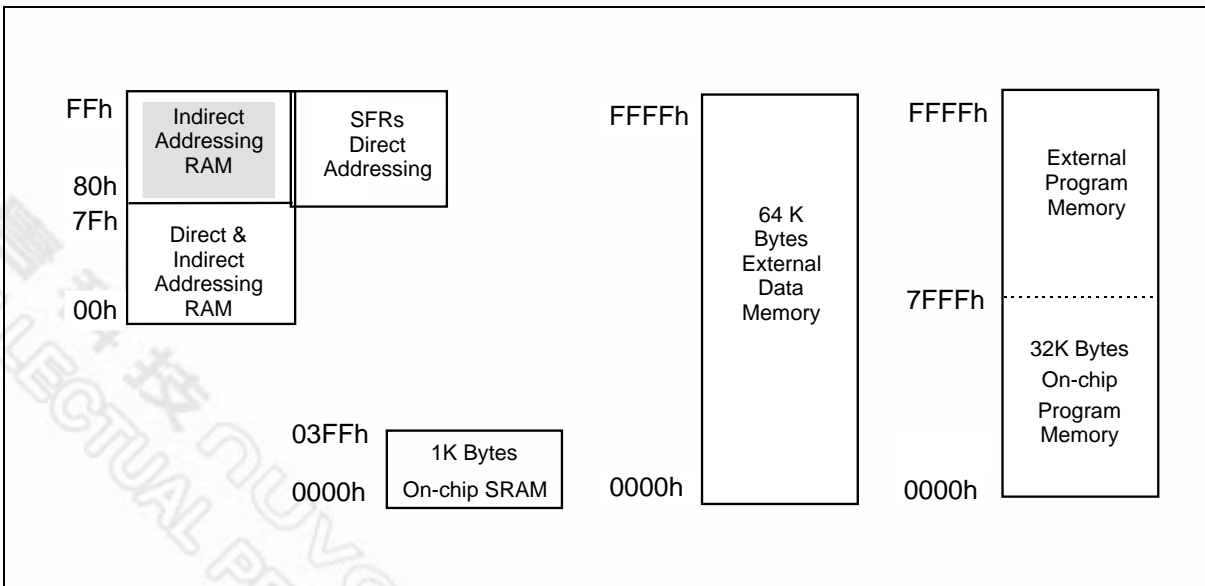 FFh
80h
7Fh
00h
Indirect
Addressing
RAM
Direct &
Indirect
Addressing
RAM
SFRs
Direct
Addressing
03FFh
0000h
1K Bytes
On-chip SRAM
FFFFh
0000h
64 K
Bytes
External
Data
Memory
FFFFh
7FFFh
0000h
External
Program
Memory
32K Bytes
On-chip
Program
Memory